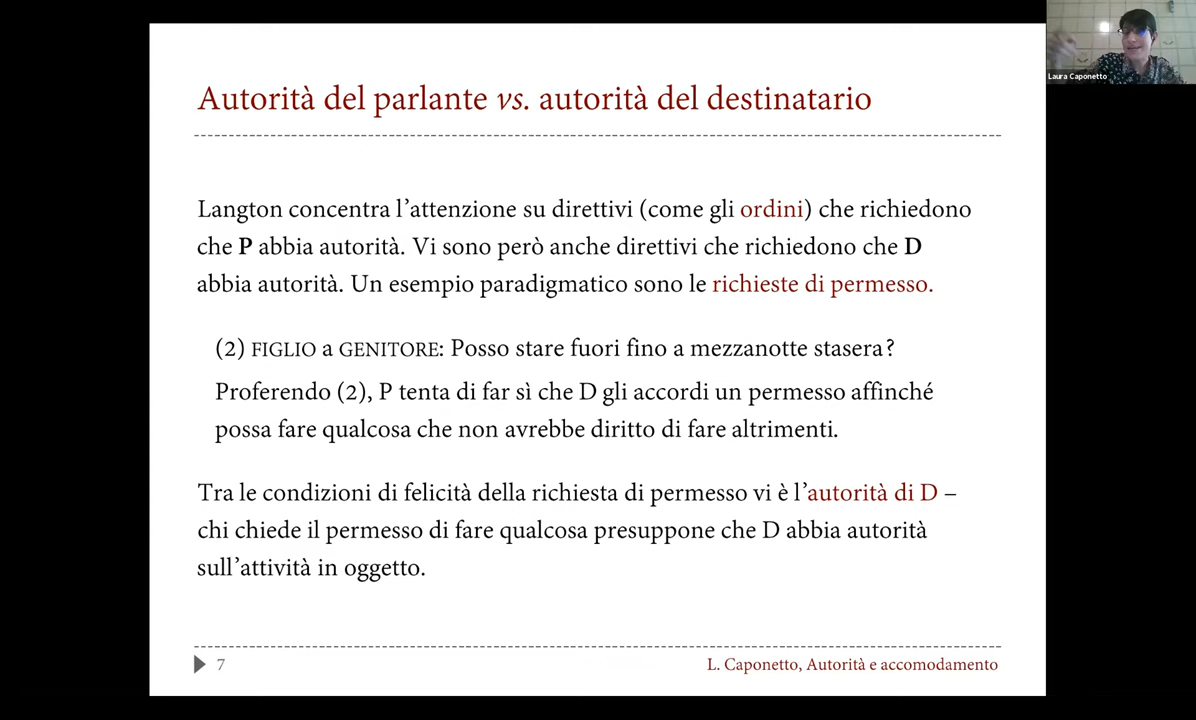 Laura Caponetto
Autorità del parlante vs. autorità del destinatario
Langton concentra l’attenzione su direttivi (come gli ordini) che richiedono
che P abbia autorità. Vi sono però anche direttivi che richiedono che D
abbia autorità. Un esempio paradigmatico sono le richieste di permesso.
(2) FIGLIO a GENITORE: Posso stare fuori fino a mezzanotte stasera?
Proferendo (2), P tenta di far sì che D gli accordi un permesso affinché
possa fare qualcosa che non avrebbe diritto di fare altrimenti.
Tra le condizioni di felicità della richiesta di permesso vi è l’autorità di D –
chi chiede il permesso di fare qualcosa presuppone che D abbia autorità
sull’attività in oggetto.
7
L. Caponetto, Autorità e accomodamento